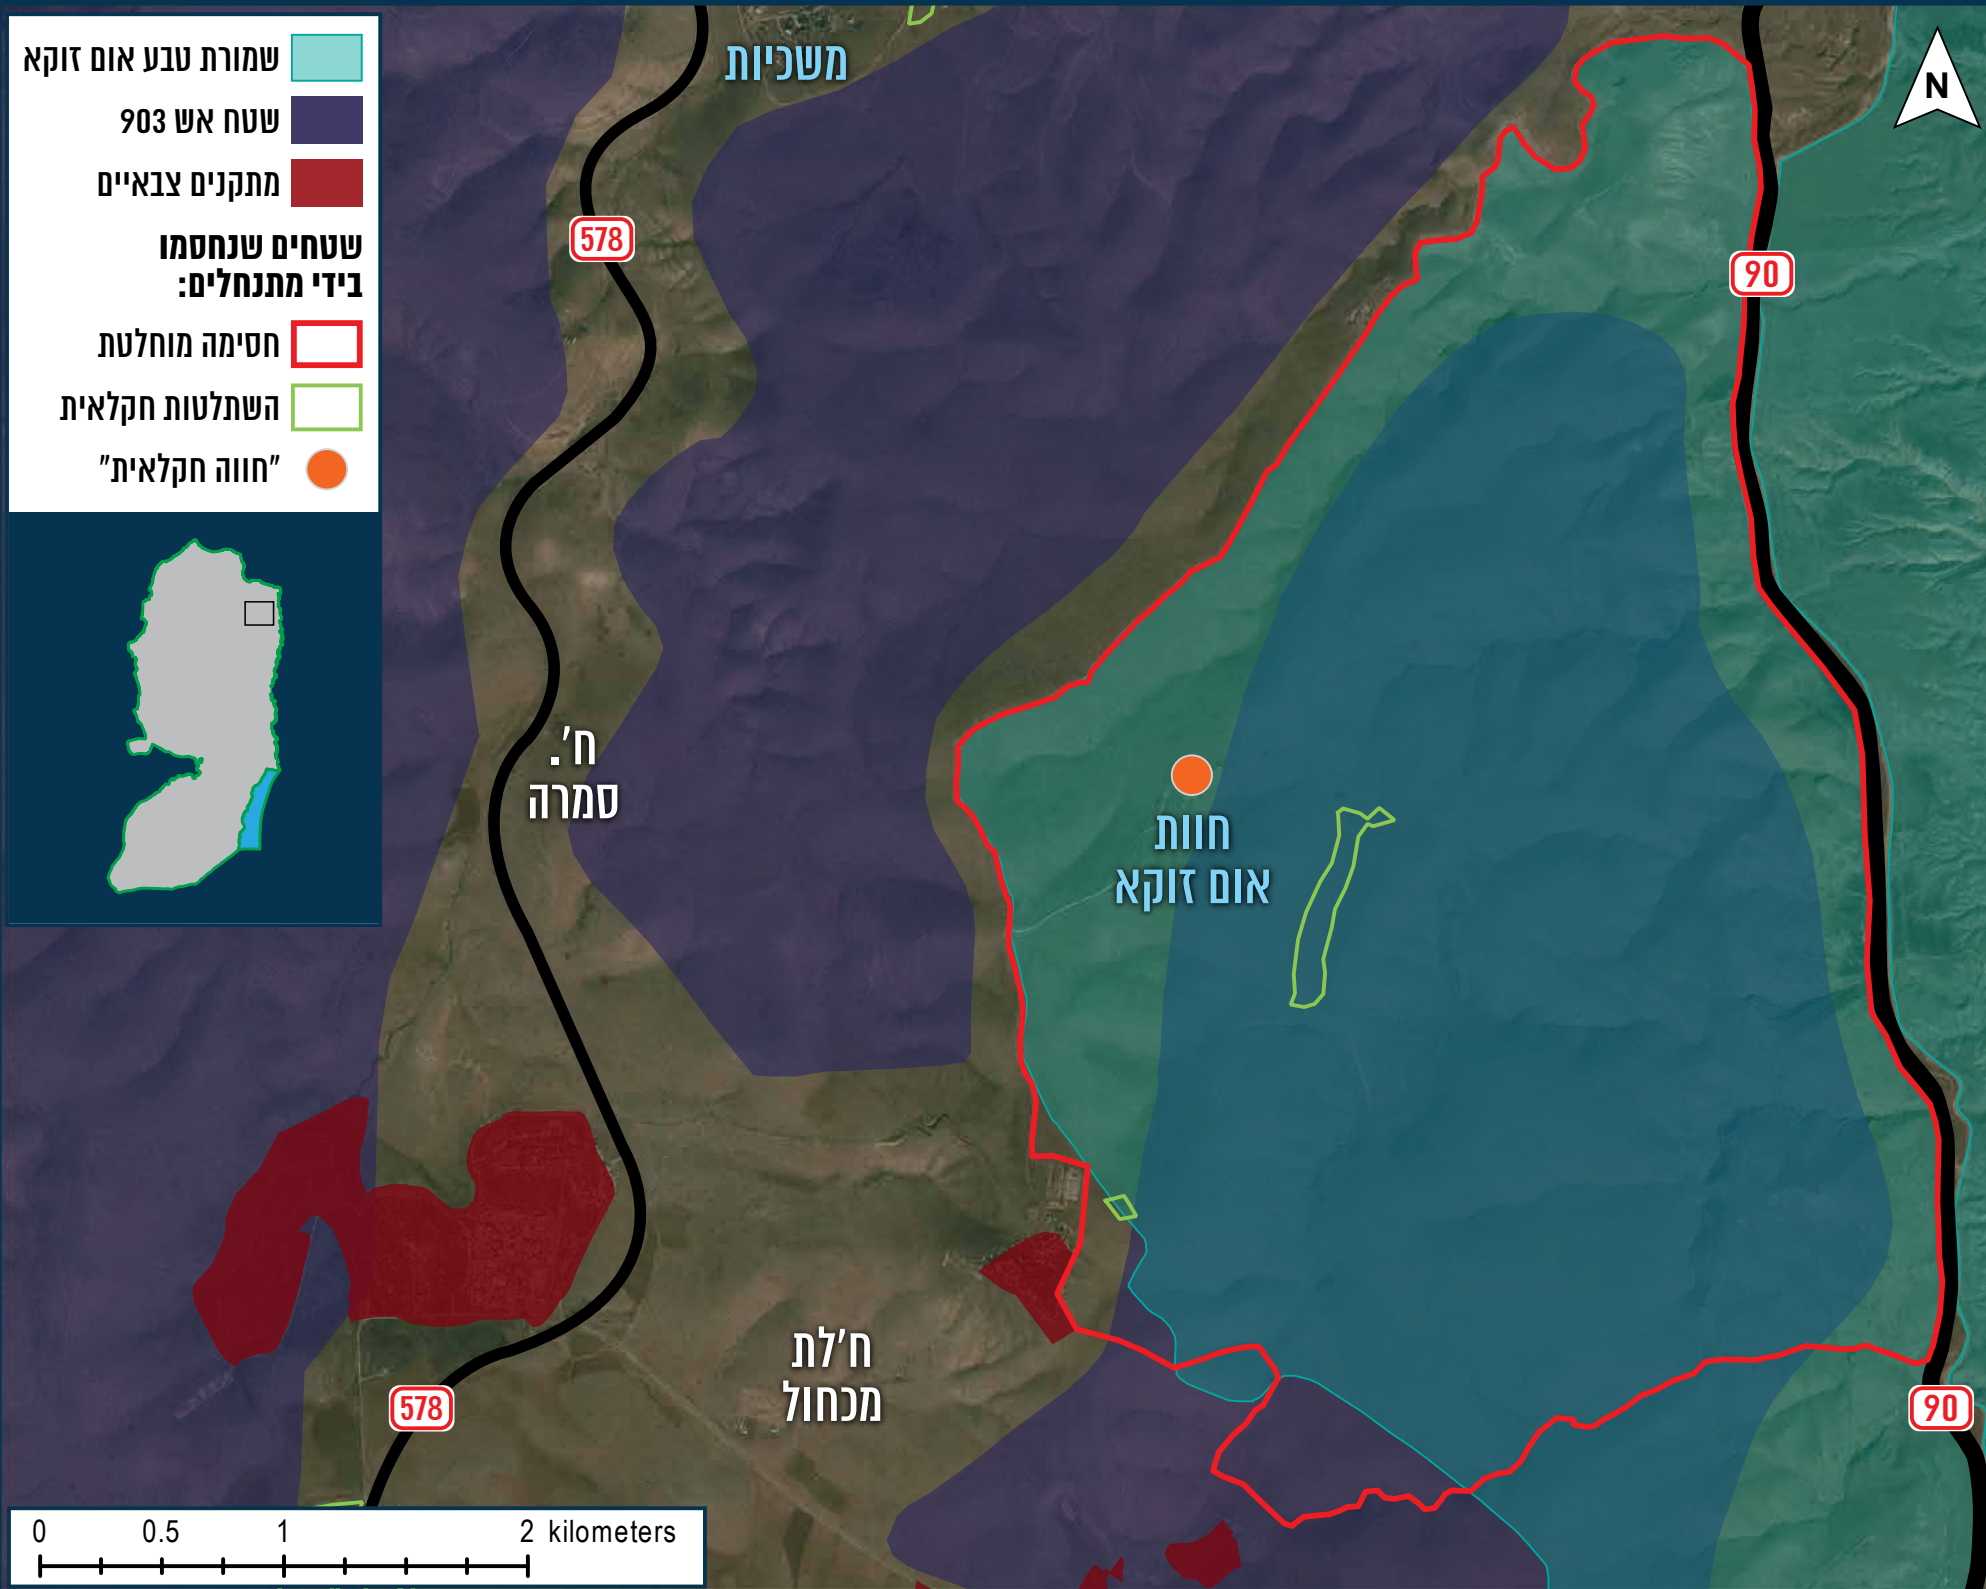 שמורת טבע אום זוקא
שטח אש 903
מתקנים צבאיים
שטחים שנחסמו
בידי מתנחלים:
חסימה מוחלטת
השתלטות חקלאית
"חווה חקלאית"
משכיות
N
578
90
ח'.
סמרה
חוות
אום זוקא
ח'לת
מכחול
578
90
0 0.5 1 2 kilometers